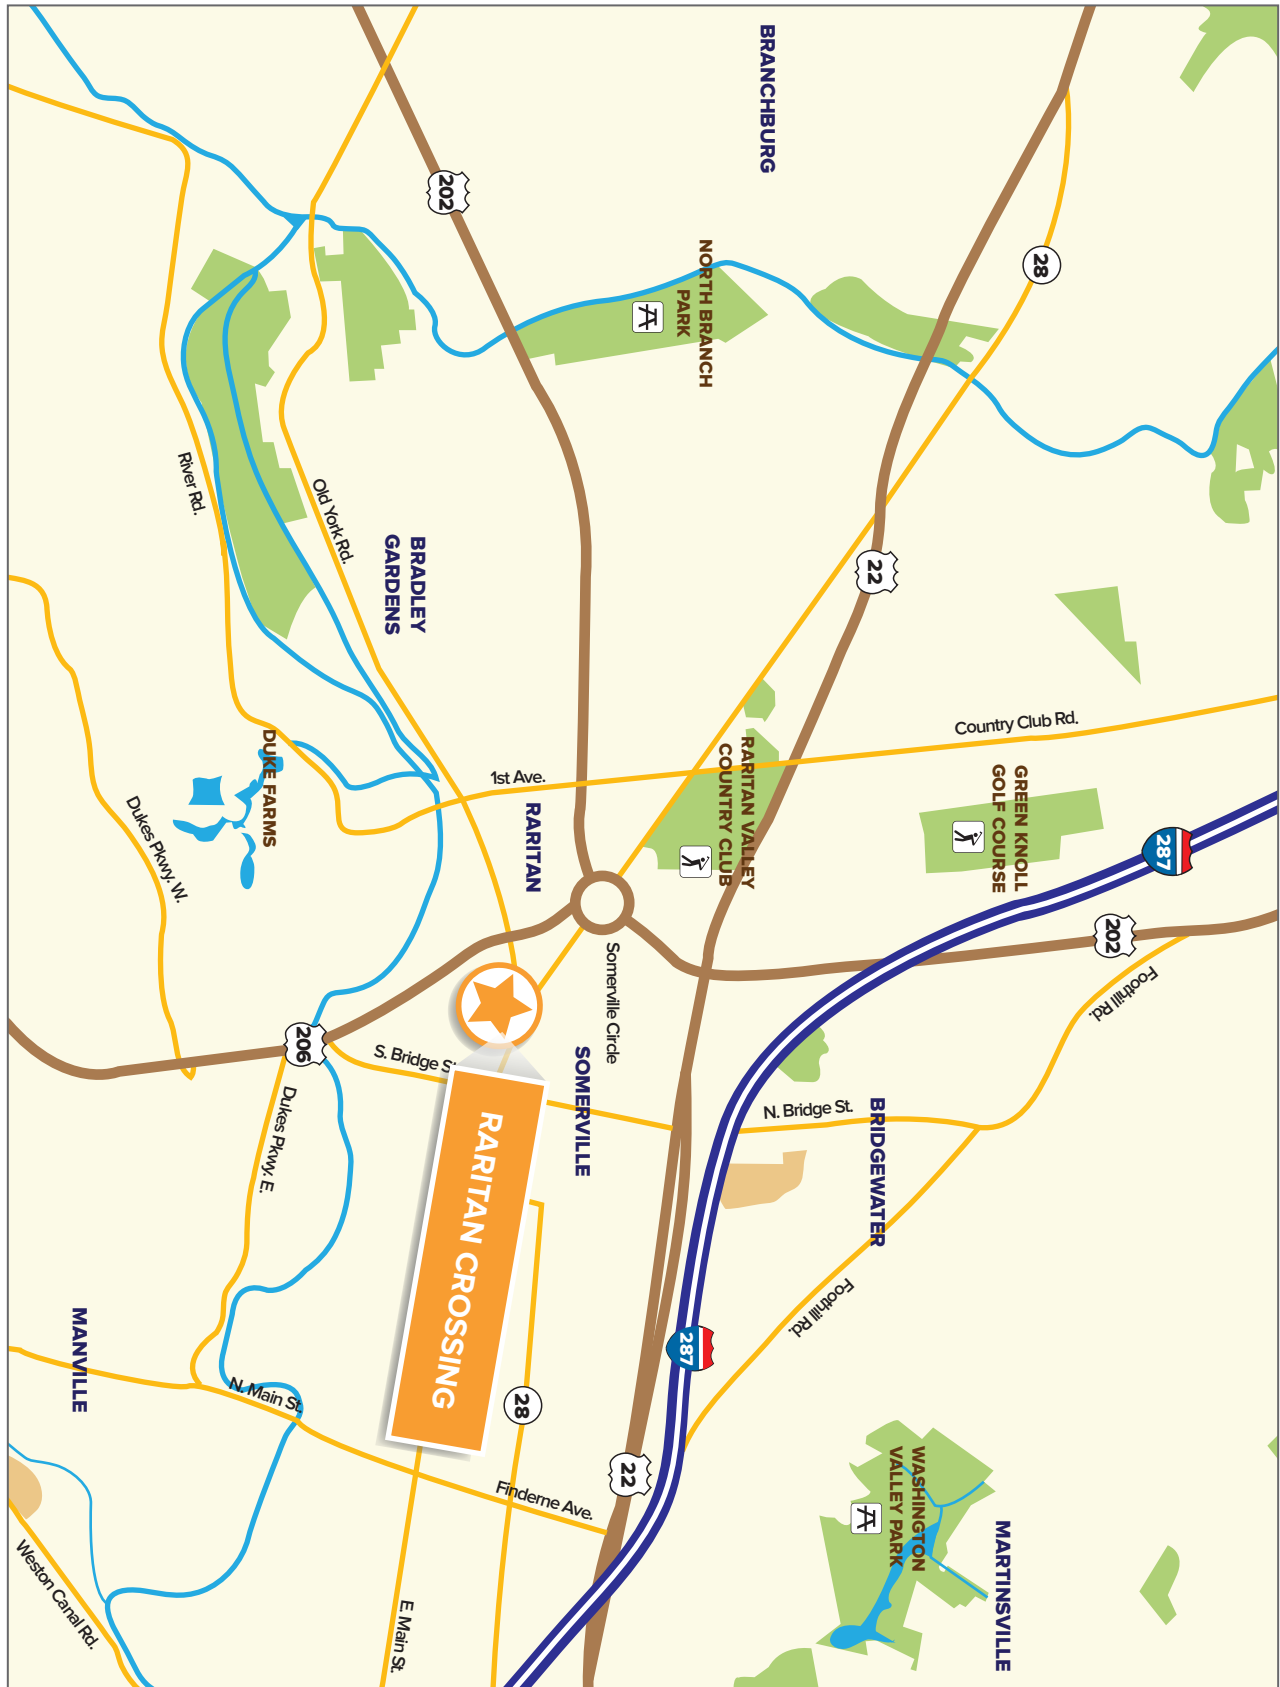 BRANCHBURG
202
28
NORTH BRANCH
PARK
22
River Rd.
Old York Rd.
BRADLEY
GARDENS
Country Club Rd.
1st Ave.
RARITAN
RARITAN VALLEY
COUNTRY CLUB
GREEN KNOLL
GOLF COURSE
287
202
Foothill Rd.
DUKE FARMS
Dukes Pkwy. W.
Somerville Circle
206
S. Bridge S
SOMERVILLE
N. Bridge St.
BRIDGEWATER
Dukes Pkwy. E.
RARITAN CROSSING
Foothill Rd.
287
MANVILLE
N. Main St.
28
22
Finderne Ave.
WASHINGTON
VALLEY PARK
MARTINSVILLE
Weston Canal Rd.
E Main St.